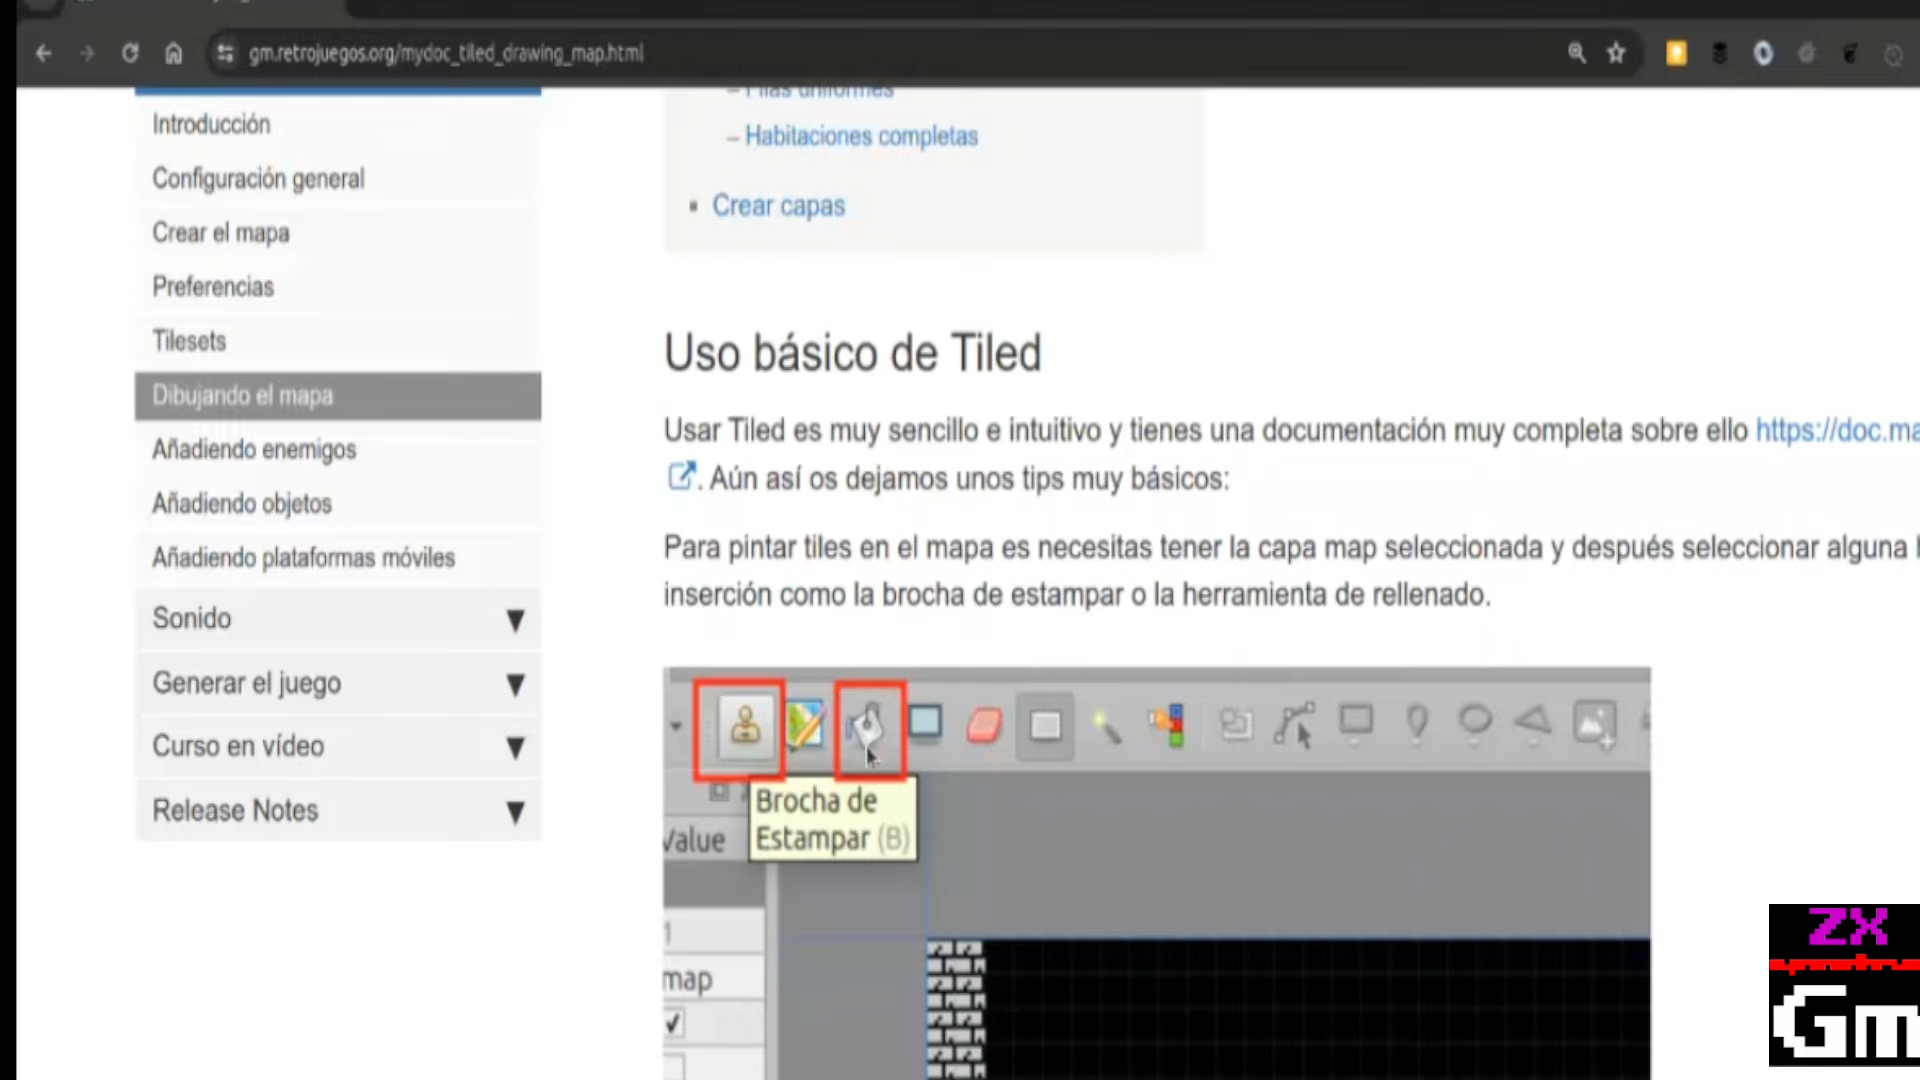 gm.retrojuegos.org/mydoc_tiled_drawing_map.html
– Filas uniformes
– Habitaciones completas
Crear capas
Introducción
Configuración general
Crear el mapa
Preferencias
Tilesets
Dibujando el mapa
Añadiendo enemigos
Añadiendo objetos
Añadiendo plataformas móviles
Sonido
Generar el juego
Curso en vídeo
Release Notes
Uso básico de Tiled
Usar Tiled es muy sencillo e intuitivo y tienes una documentación muy completa sobre ello https://doc.ma
. Aún así os dejamos unos tips muy básicos:
Para pintar tiles en el mapa es necesitas tener la capa map seleccionada y después seleccionar alguna
inserción como la brocha de estampar o la herramienta de rellenado.
Brocha de
Estampar (B)
Value
map
ZX
Gm